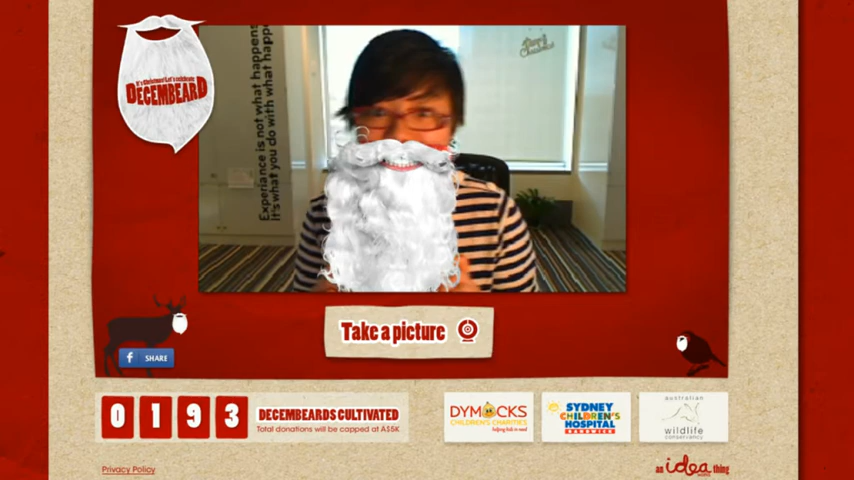 It's Christmas! Let's celebrate
DECEMBEARD
Experiance is not what happens
it's what you do with what happe
Take a picture
f SHARE
0 1 9 3
DECEMBEARDS CULTIVATED
Total donations will be capped at A$5K
DYMOCKS
CHILDREN'S CHARITIES
helping kids in need
SYDNEY
CHILDREN'S
HOSPITAL
RANDWICK
australian
wildlife
conservancy
Privacy Policy
an idea thing